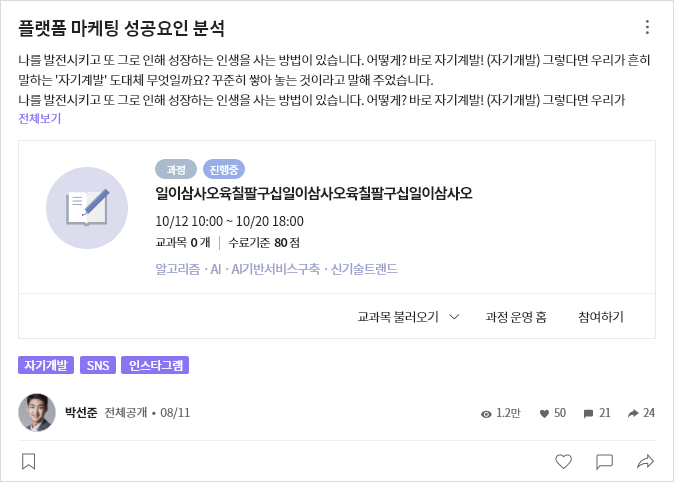 플랫폼 마케팅 성공요인 분석
나를 발전시키고 또 그로 인해 성장하는 인생을 사는 방법이 있습니다. 어떻게? 바로 자기계발! (자기개발) 그렇다면 우리가 흔히
말하는 '자기계발' 도대체 무엇일까요? 꾸준히 쌓아 놓는 것이라고 말해 주었습니다.
나를 발전시키고 또 그로 인해 성장하는 인생을 사는 방법이 있습니다. 어떻게? 바로 자기계발! (자기개발) 그렇다면 우리가
전체보기
과정 진행중
일이삼사오육칠팔구십일이삼사오육칠팔구십일이삼사오
10/12 10:00 ~ 10/20 18:00
교과목 0 개 | 수료기준 80 점
알고리즘 · AI · AI기반서비스구축 · 신기술트랜드
교과목 불러오기 과정 운영 홈 참여하기
자기개발 SNS 인스타그램
박선준 전체공개 • 08/11 1.2만 50 21 24